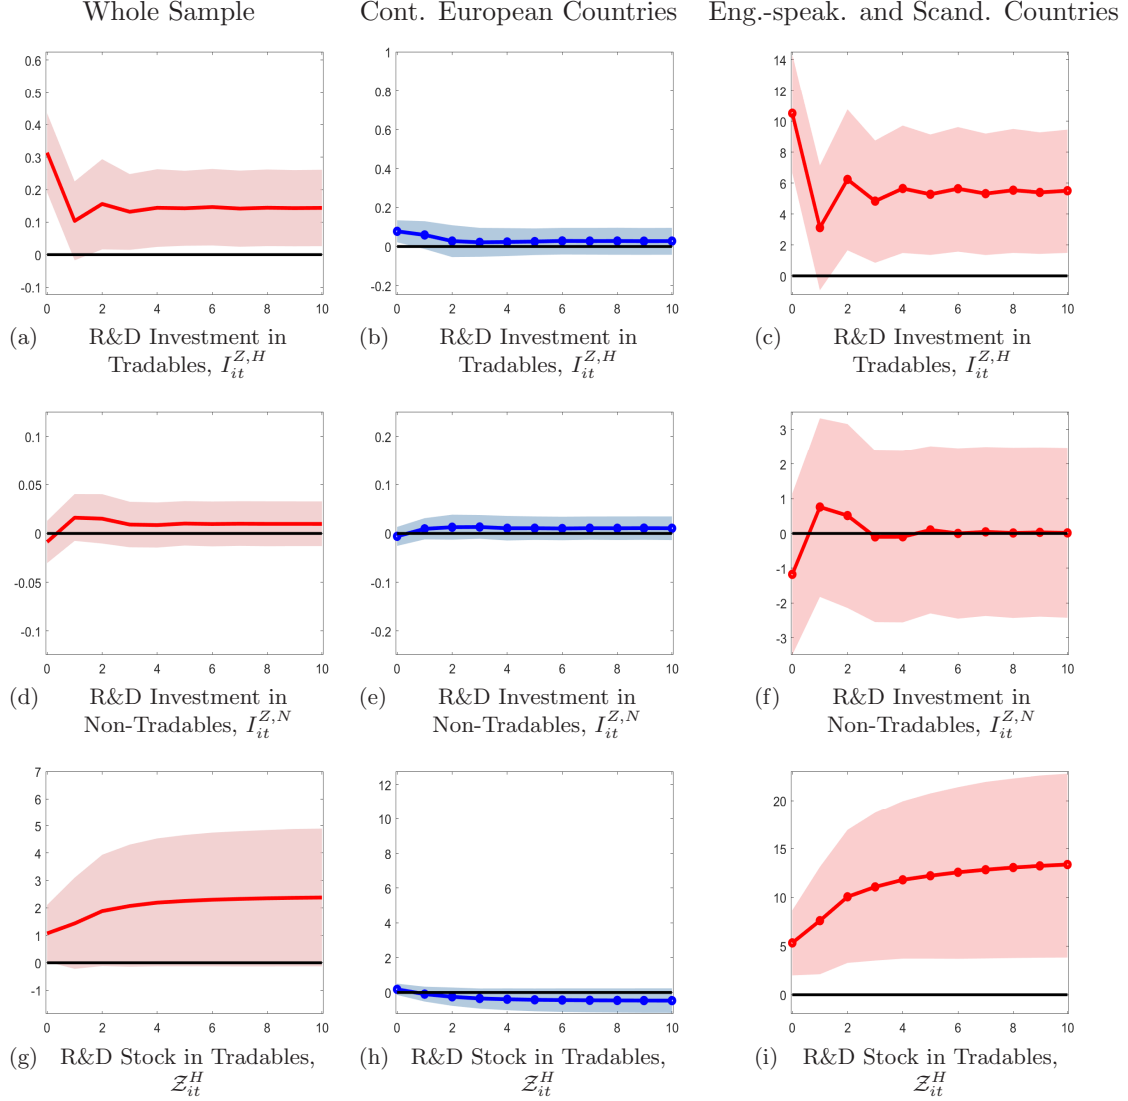 Whole Sample
Cont. European Countries
Eng.-speak. and Scand. Countries
0.6
0.5
0.4
0.3
0.2
0.1
0
-0.1
0 2 4 6 8 10
1
0.8
0.6
0.4
0.2
0
-0.2
0 2 4 6 8 10
14
12
10
8
6
4
2
0
0 2 4 6 8 10
(a) R&D Investment in
Tradables, $I_{it}^{Z,H}$
(b) R&D Investment in
Tradables, $I_{it}^{Z,H}$
(c) R&D Investment in
Tradables, $I_{it}^{Z,H}$
0.1
0.05
0
-0.05
-0.1
0 2 4 6 8 10
0.2
0.1
0
-0.1
-0.2
0 2 4 6 8 10
3
2
1
0
-1
-2
-3
0 2 4 6 8 10
(d) R&D Investment in
Non-Tradables, $I_{it}^{Z,N}$
(e) R&D Investment in
Non-Tradables, $I_{it}^{Z,N}$
(f) R&D Investment in
Non-Tradables, $I_{it}^{Z,N}$
7
6
5
4
3
2
1
0
-1
0 2 4 6 8 10
12
10
8
6
4
2
0
0 2 4 6 8 10
20
15
10
5
0
0 2 4 6 8 10
(g) R&D Stock in Tradables,
$\mathcal{Z}_{it}^{H}$
(h) R&D Stock in Tradables,
$\mathcal{Z}_{it}^{H}$
(i) R&D Stock in Tradables,
$\mathcal{Z}_{it}^{H}$